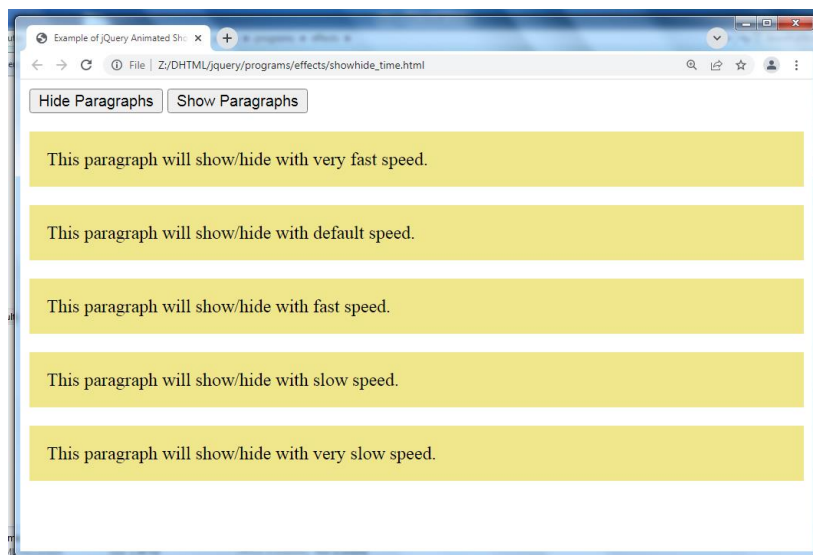 Example of jQuery Animated Sho
File | Z:/DHTML/jquery/programs/effects/showhide_time.html
Hide Paragraphs Show Paragraphs
This paragraph will show/hide with very fast speed.
This paragraph will show/hide with default speed.
This paragraph will show/hide with fast speed.
This paragraph will show/hide with slow speed.
This paragraph will show/hide with very slow speed.